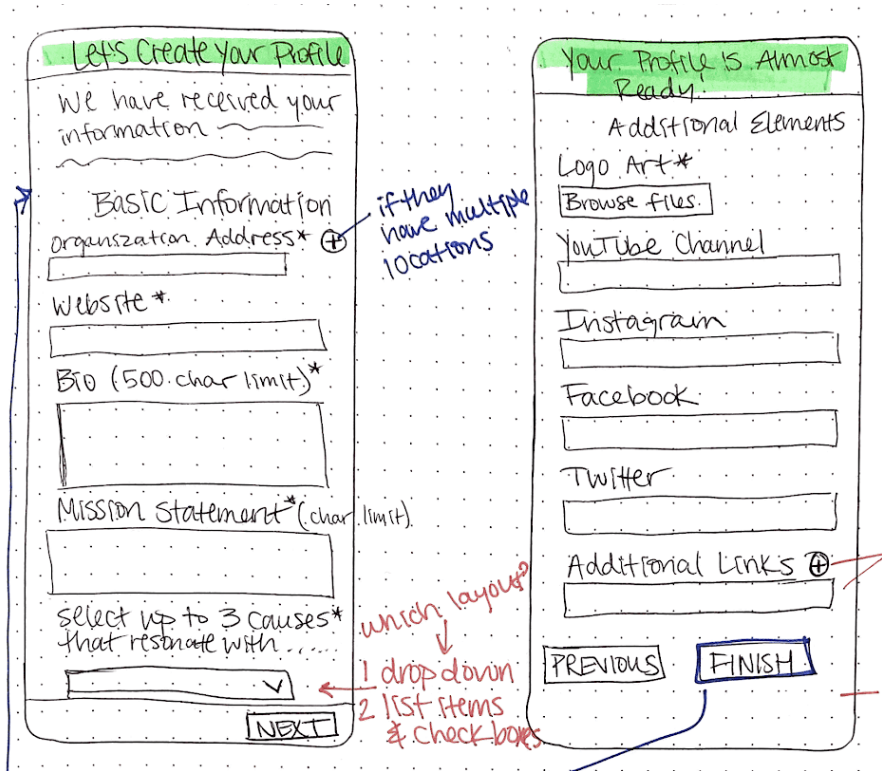 Let's Create Your Profile
We have received your
information
Basic Information
Organization Address* +
if they
have multiple
locations
Website*
Bio (500 char limit)*
Mission Statement* (char limit)
select up to 3 causes*
that resonate with......
which layout?
1 drop down
2 list items
& check boxes
NEXT
Your Profile is Almost
Ready!
Additional Elements
Logo Art*
Browse files
YouTube Channel
Instagram
Facebook
Twitter
Additional Links +
PREVIOUS
FINISH